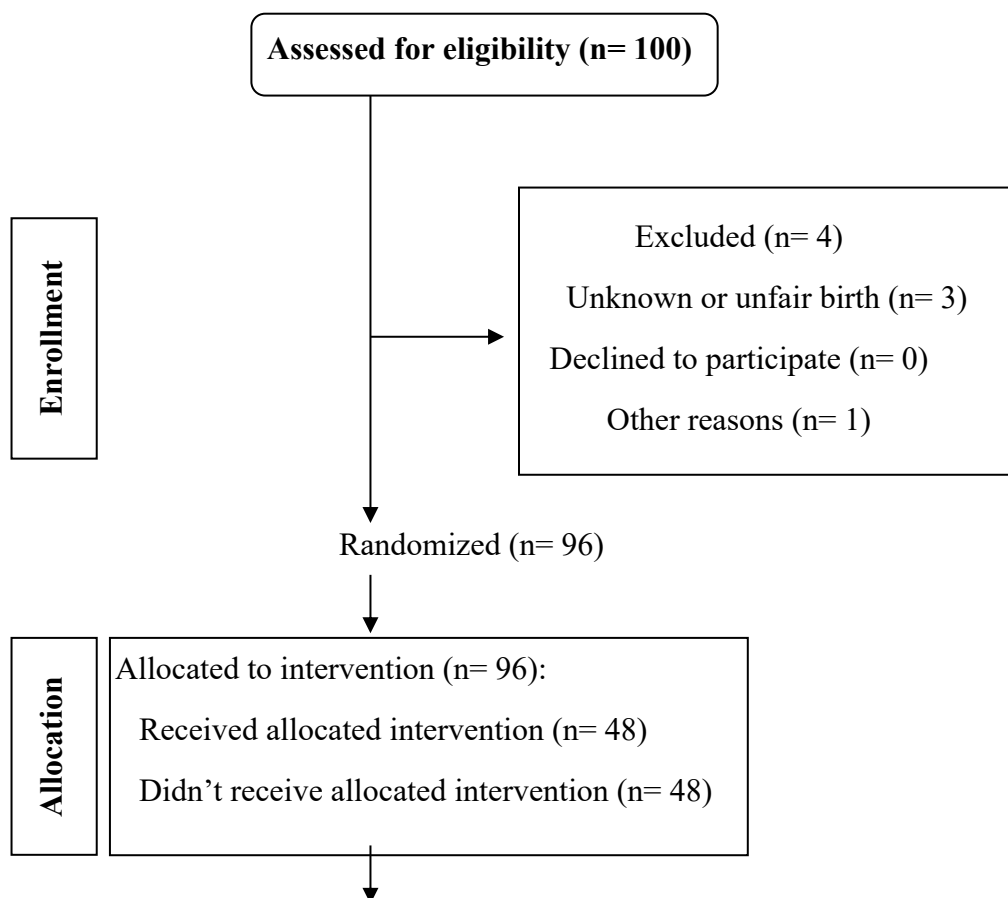 Assessed for eligibility (n= 100)
Enrollment
Excluded (n= 4)
Unknown or unfair birth (n= 3)
Declined to participate (n= 0)
Other reasons (n= 1)
Randomized (n= 96)
Allocation
Allocated to intervention (n= 96):
Received allocated intervention (n= 48)
Didn’t receive allocated intervention (n= 48)